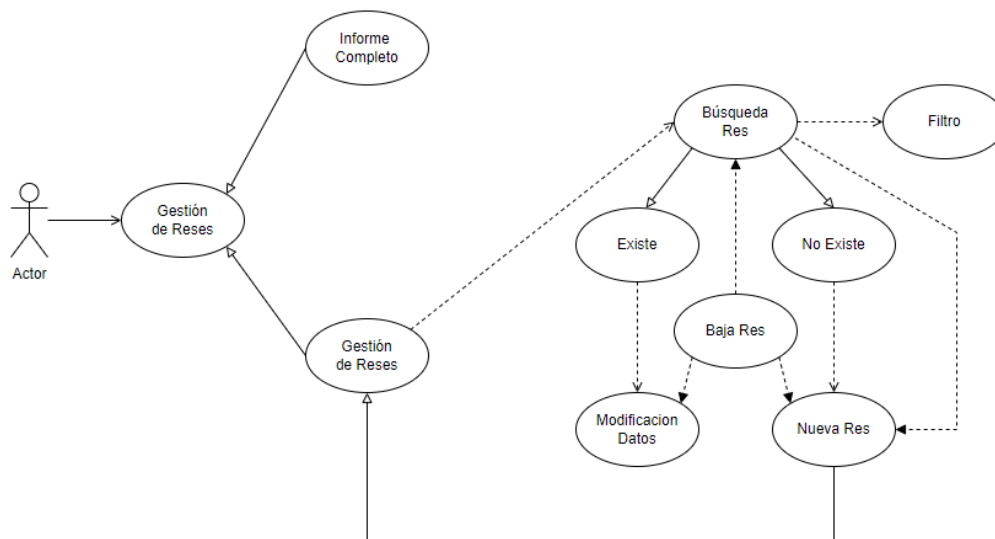 Informe
Completo
Búsqueda
Res
Filtro
Gestión
de Reses
Actor
Existe
No Existe
Gestión
de Reses
Baja Res
Modificacion
Datos
Nueva Res